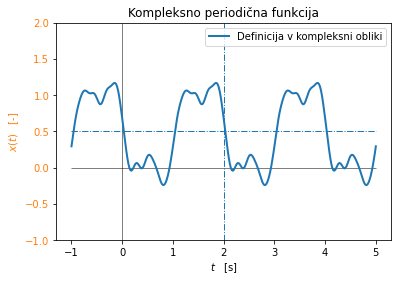 Kompleksno periodična funkcija
Definicija v kompleksni obliki
2.0
1.5
1.0
0.5
0.0
−0.5
−1.0
x(t) [-]
−1 0 1 2 3 4 5
t [s]